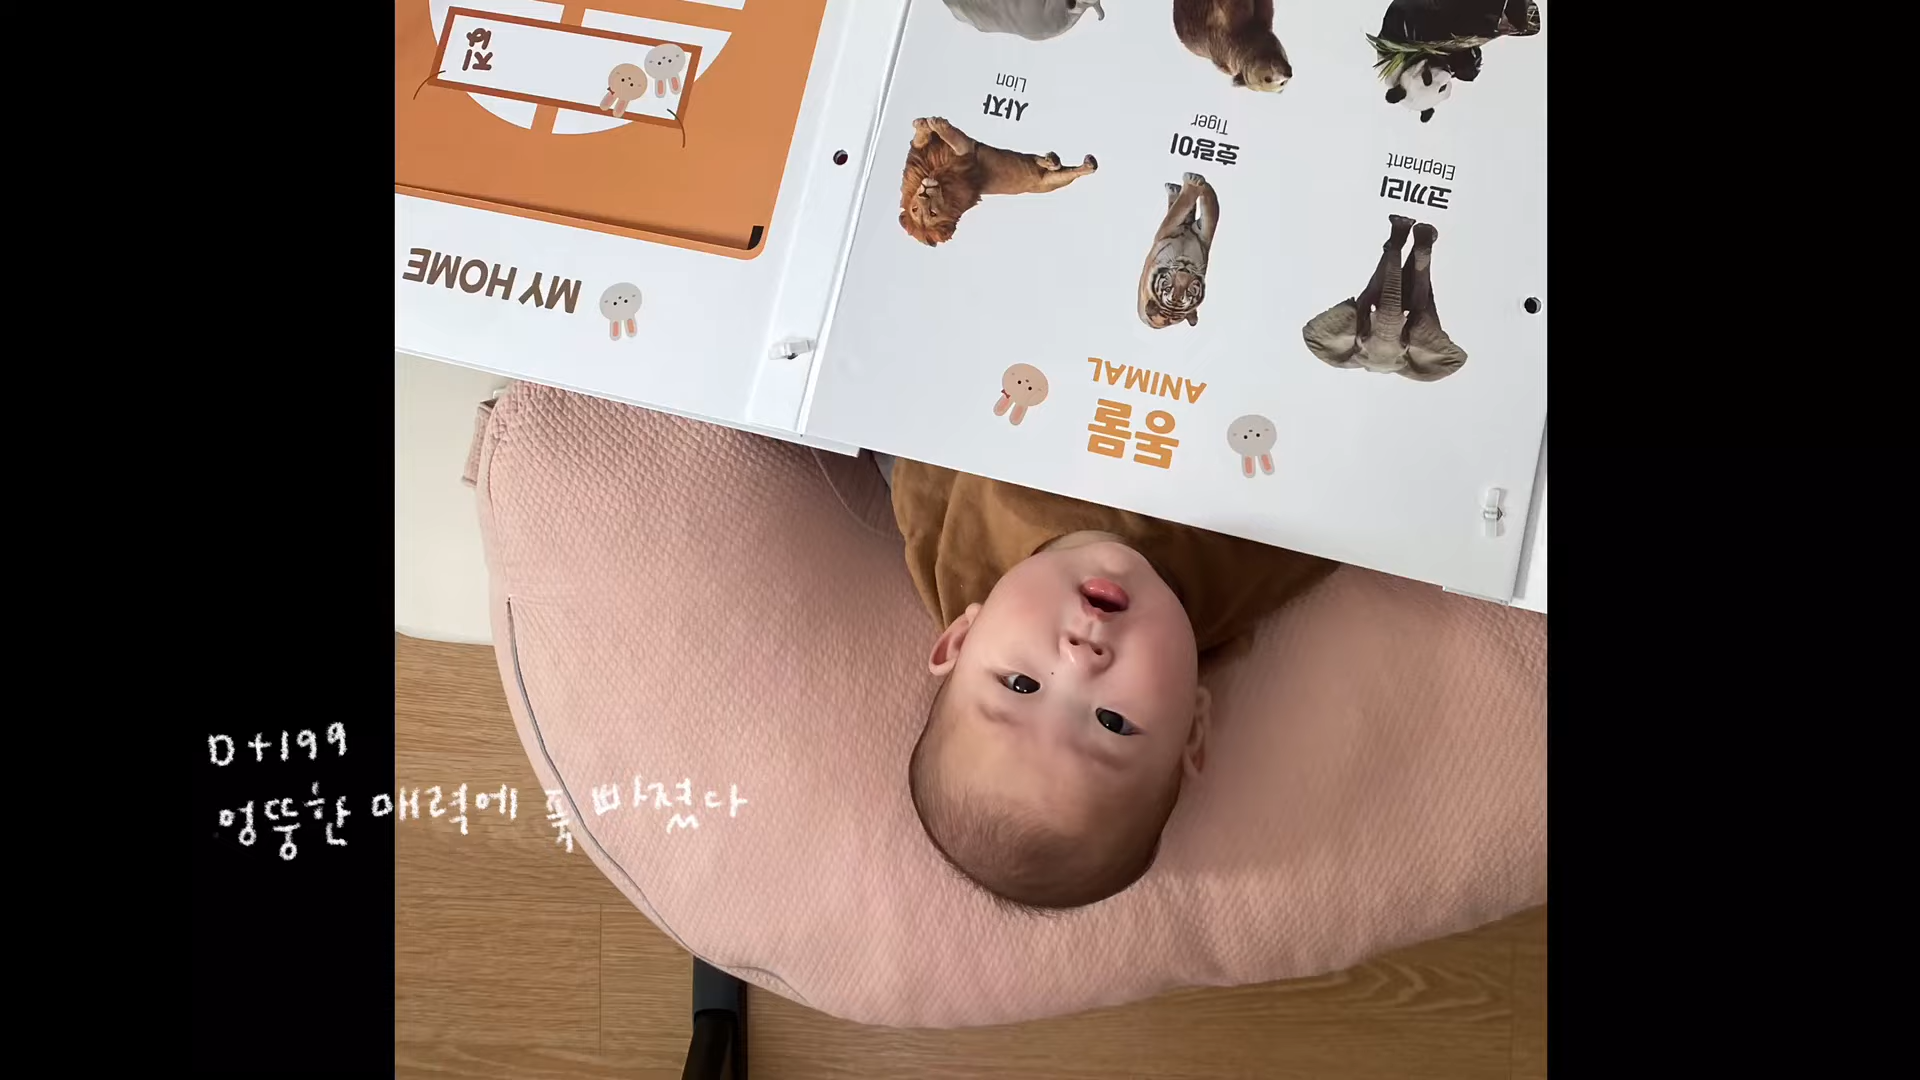 집
MY HOME
사자
Lion
호랑이
Tiger
코끼리
Elephant
동물
ANIMAL
D+199
엉뚱한 매력에 푹 빠졌다